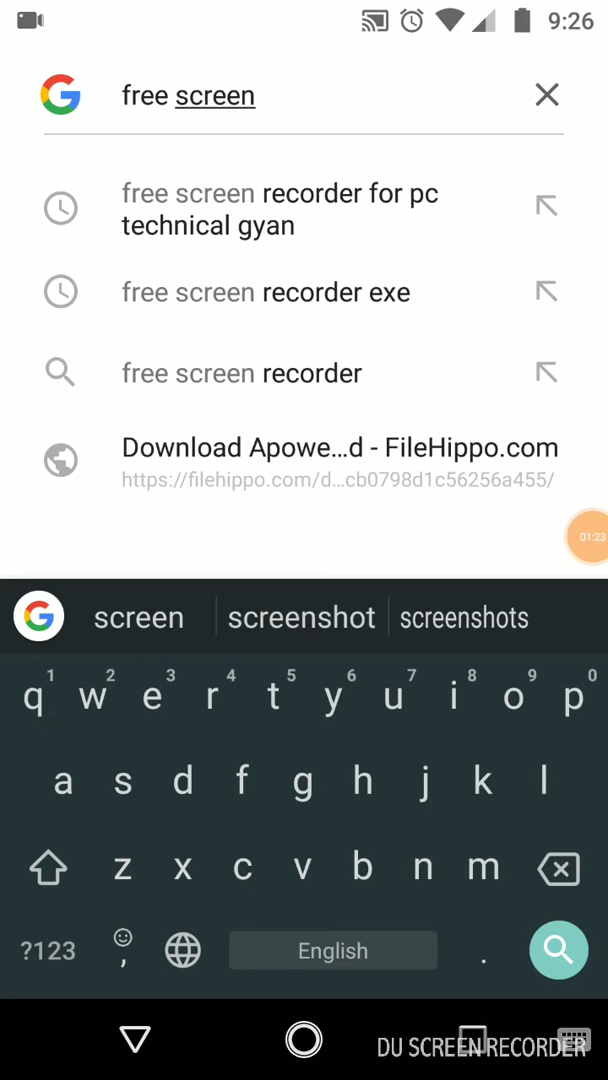 9:26
free screen
free screen recorder for pc
technical gyan
free screen recorder exe
free screen recorder
Download Apowe...d - FileHippo.com
https://filehippo.com/d...cb0798d1c56256a455/
01:23
screen screenshot screenshots
1 2 3 4 5 6 7 8 9 0
q w e r t y u i o p
a s d f g h j k l
z x c v b n m
?123 , English .
DU SCREEN RECORDER